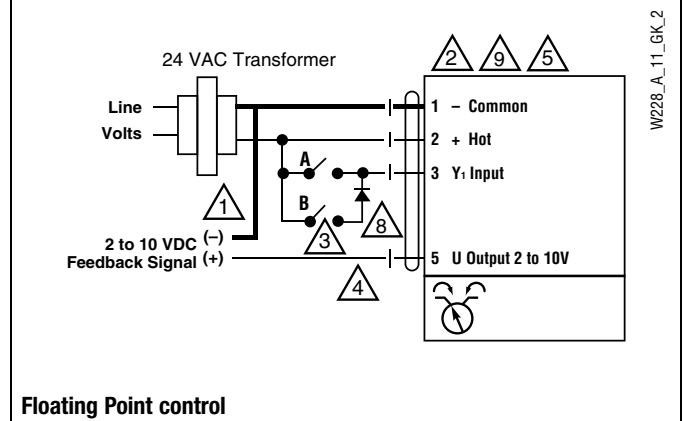 W228_A_11_GK_2
24 VAC Transformer
2 9 5
Line
Volts
1 – Common
2 + Hot
A
3 Y₁ Input
B
1
3
8
2 to 10 VDC (–)
Feedback Signal (+)
4
5 U Output 2 to 10V
Floating Point control